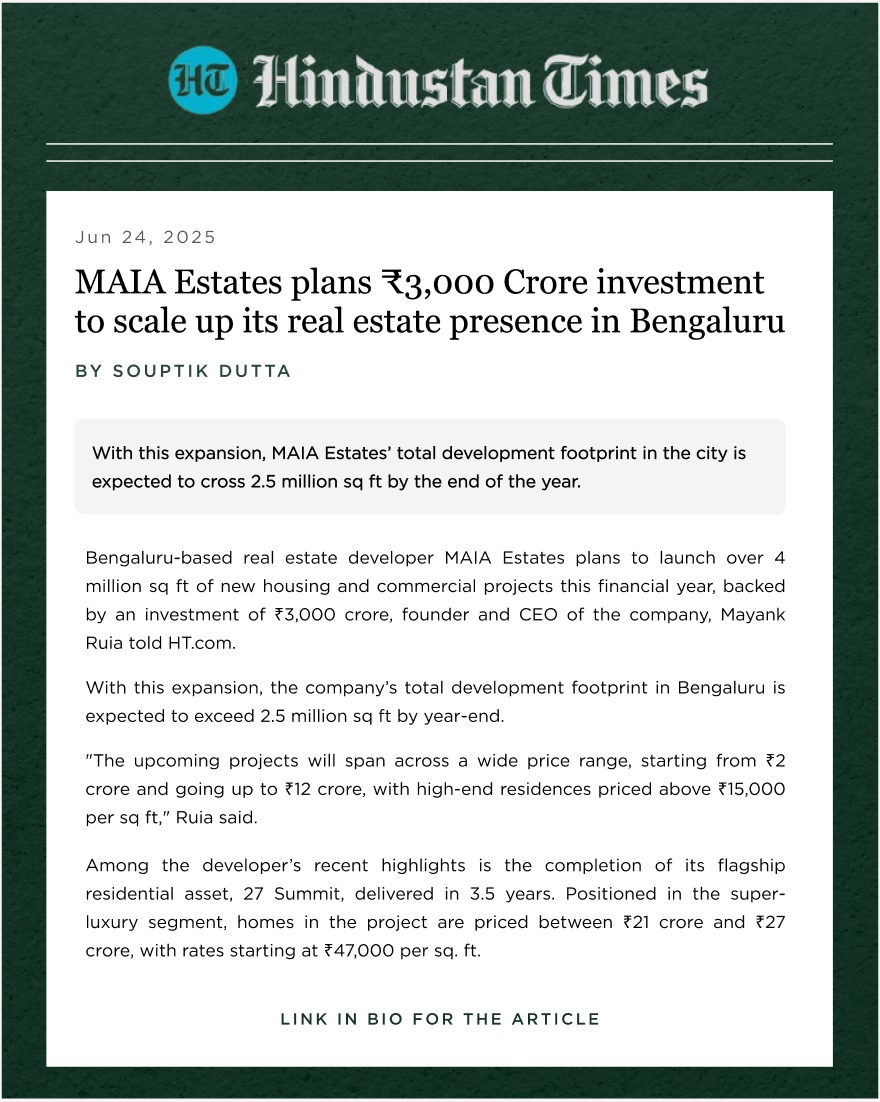 HT Hindustan Times
Jun 24, 2025
MAIA Estates plans ₹3,000 Crore investment
to scale up its real estate presence in Bengaluru
BY SOUPTIK DUTTA
With this expansion, MAIA Estates’ total development footprint in the city is
expected to cross 2.5 million sq ft by the end of the year.
Bengaluru-based real estate developer MAIA Estates plans to launch over 4
million sq ft of new housing and commercial projects this financial year, backed
by an investment of ₹3,000 crore, founder and CEO of the company, Mayank
Ruia told HT.com.
With this expansion, the company’s total development footprint in Bengaluru is
expected to exceed 2.5 million sq ft by year-end.
"The upcoming projects will span across a wide price range, starting from ₹2
crore and going up to ₹12 crore, with high-end residences priced above ₹15,000
per sq ft," Ruia said.
Among the developer’s recent highlights is the completion of its flagship
residential asset, 27 Summit, delivered in 3.5 years. Positioned in the super-
luxury segment, homes in the project are priced between ₹21 crore and ₹27
crore, with rates starting at ₹47,000 per sq. ft.
LINK IN BIO FOR THE ARTICLE